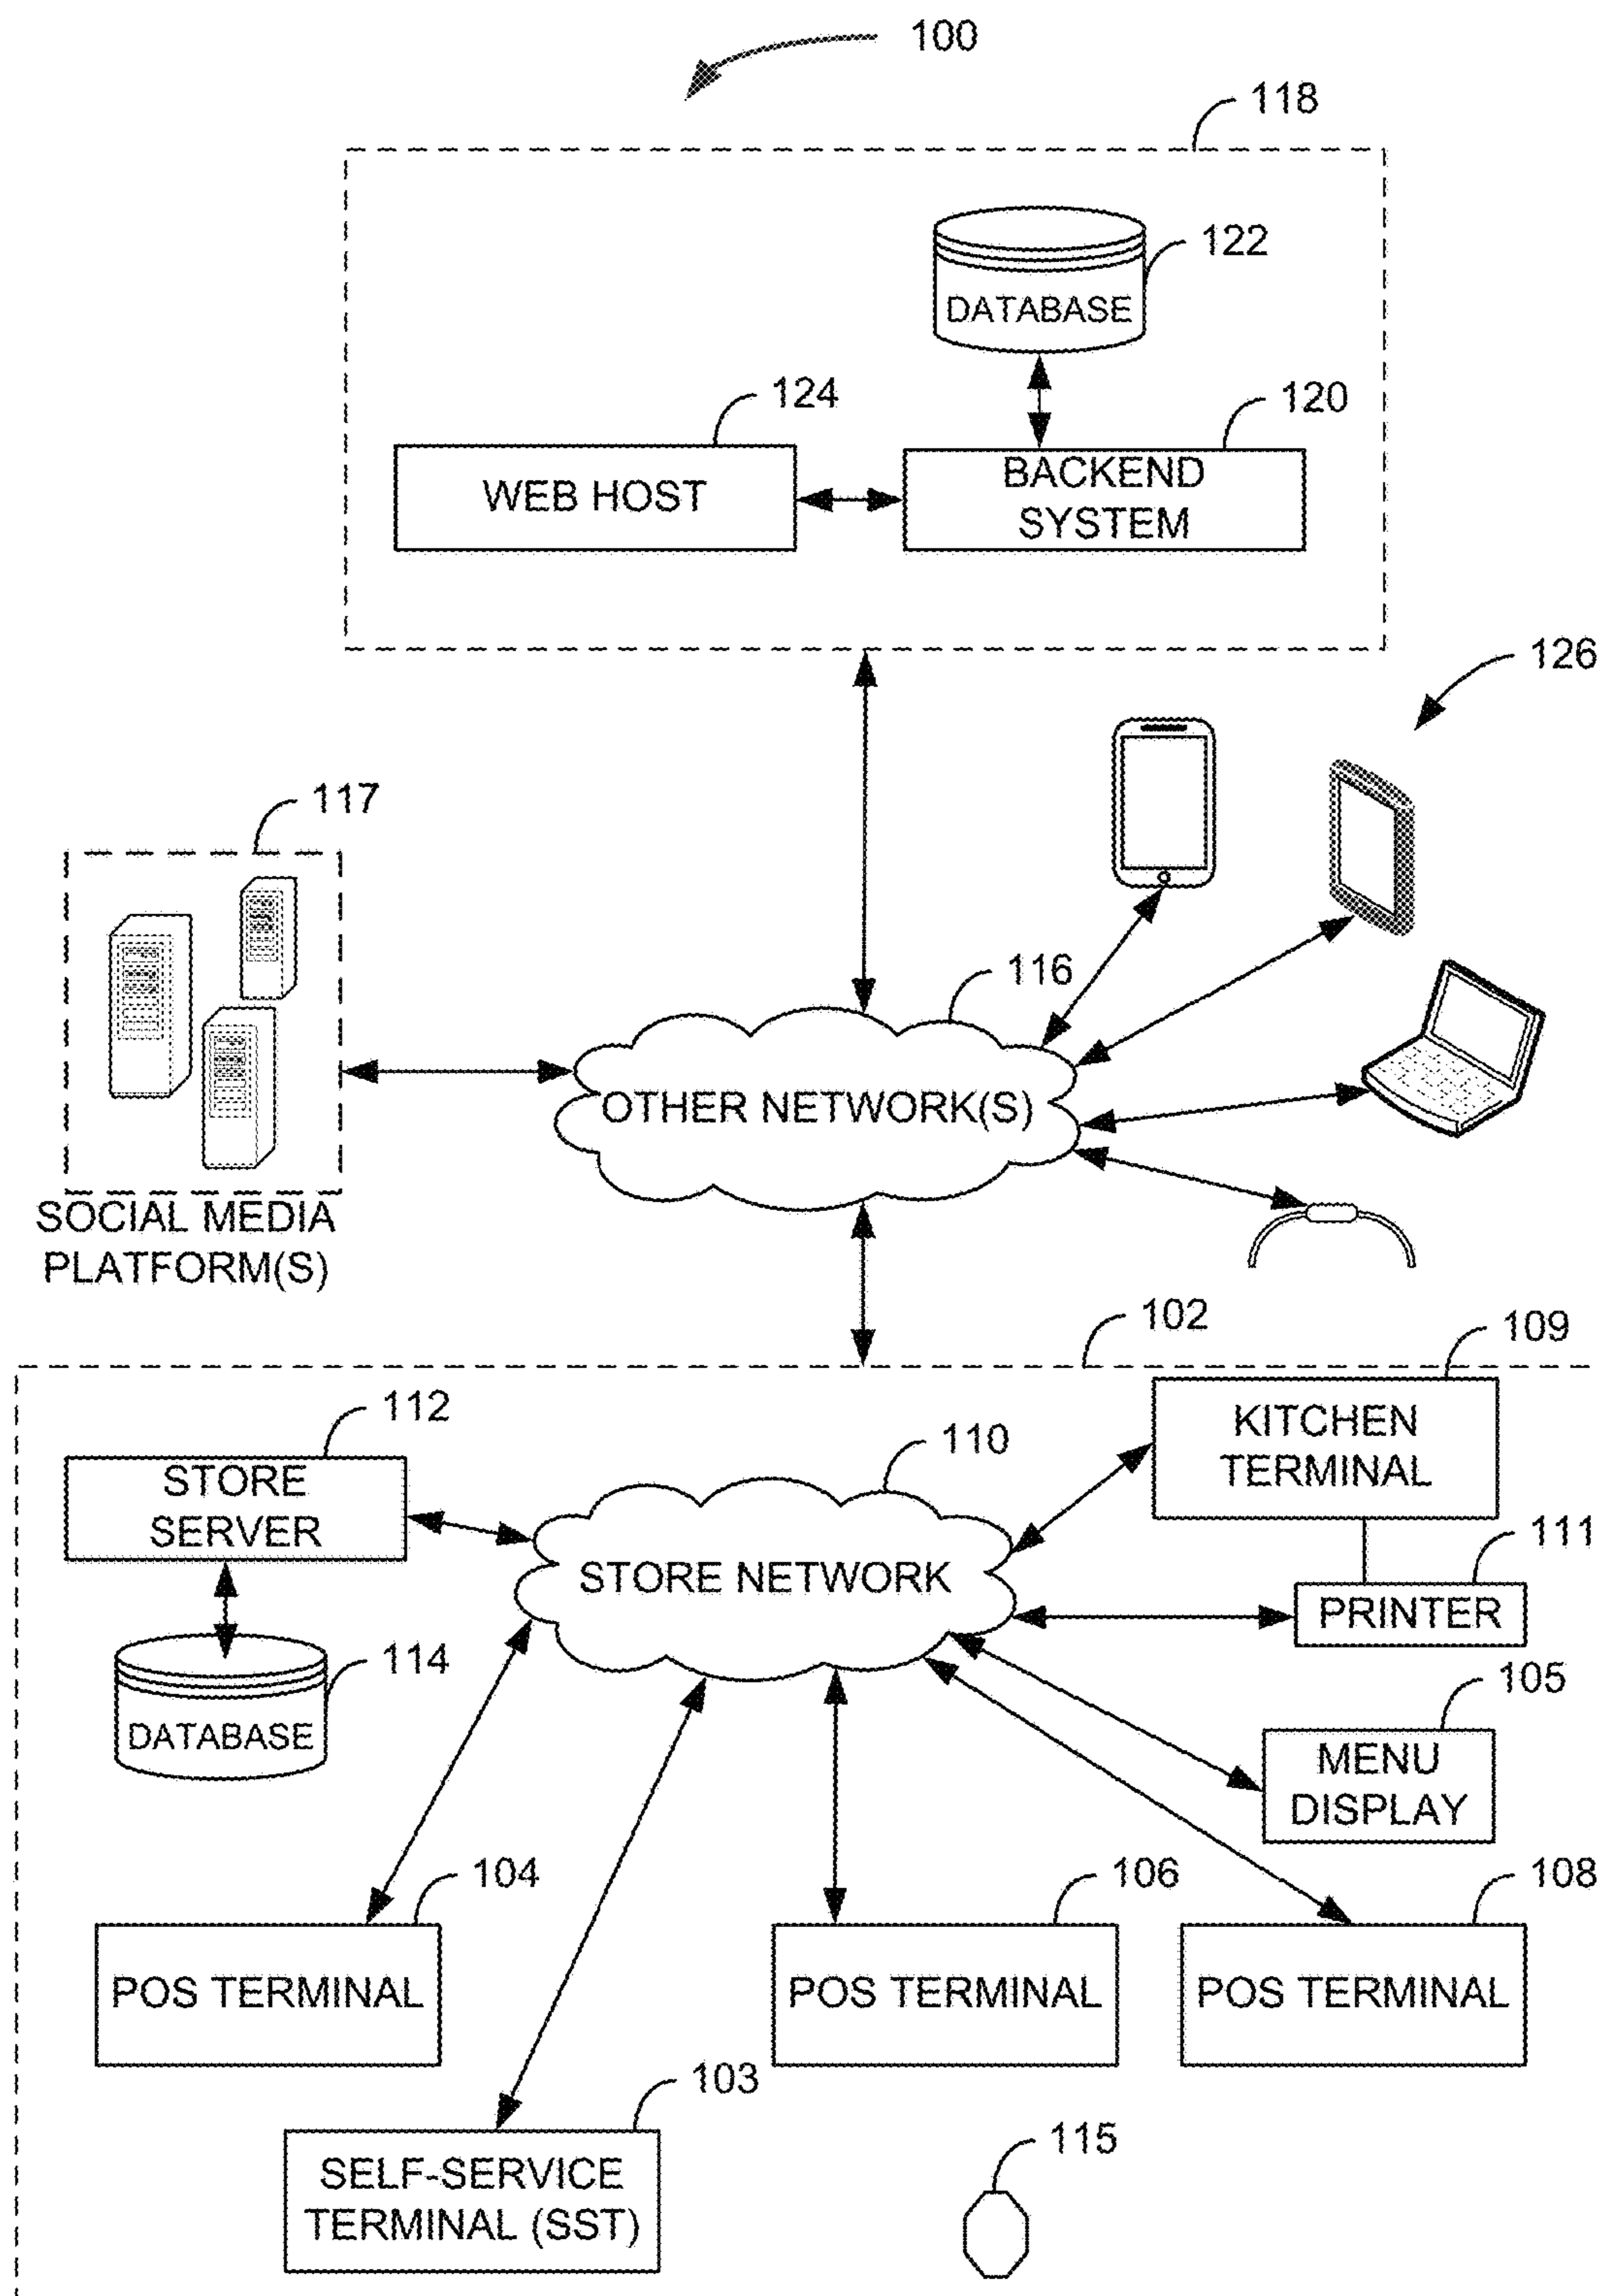 100
118
122
DATABASE
124
120
WEB HOST
BACKEND
SYSTEM
126
117
116
OTHER NETWORK(S)
SOCIAL MEDIA
PLATFORM(S)
102
109
112
110
KITCHEN
TERMINAL
STORE
SERVER
111
STORE NETWORK
PRINTER
114
105
DATABASE
MENU
DISPLAY
104
106
108
POS TERMINAL
POS TERMINAL
POS TERMINAL
103
115
SELF-SERVICE
TERMINAL (SST)